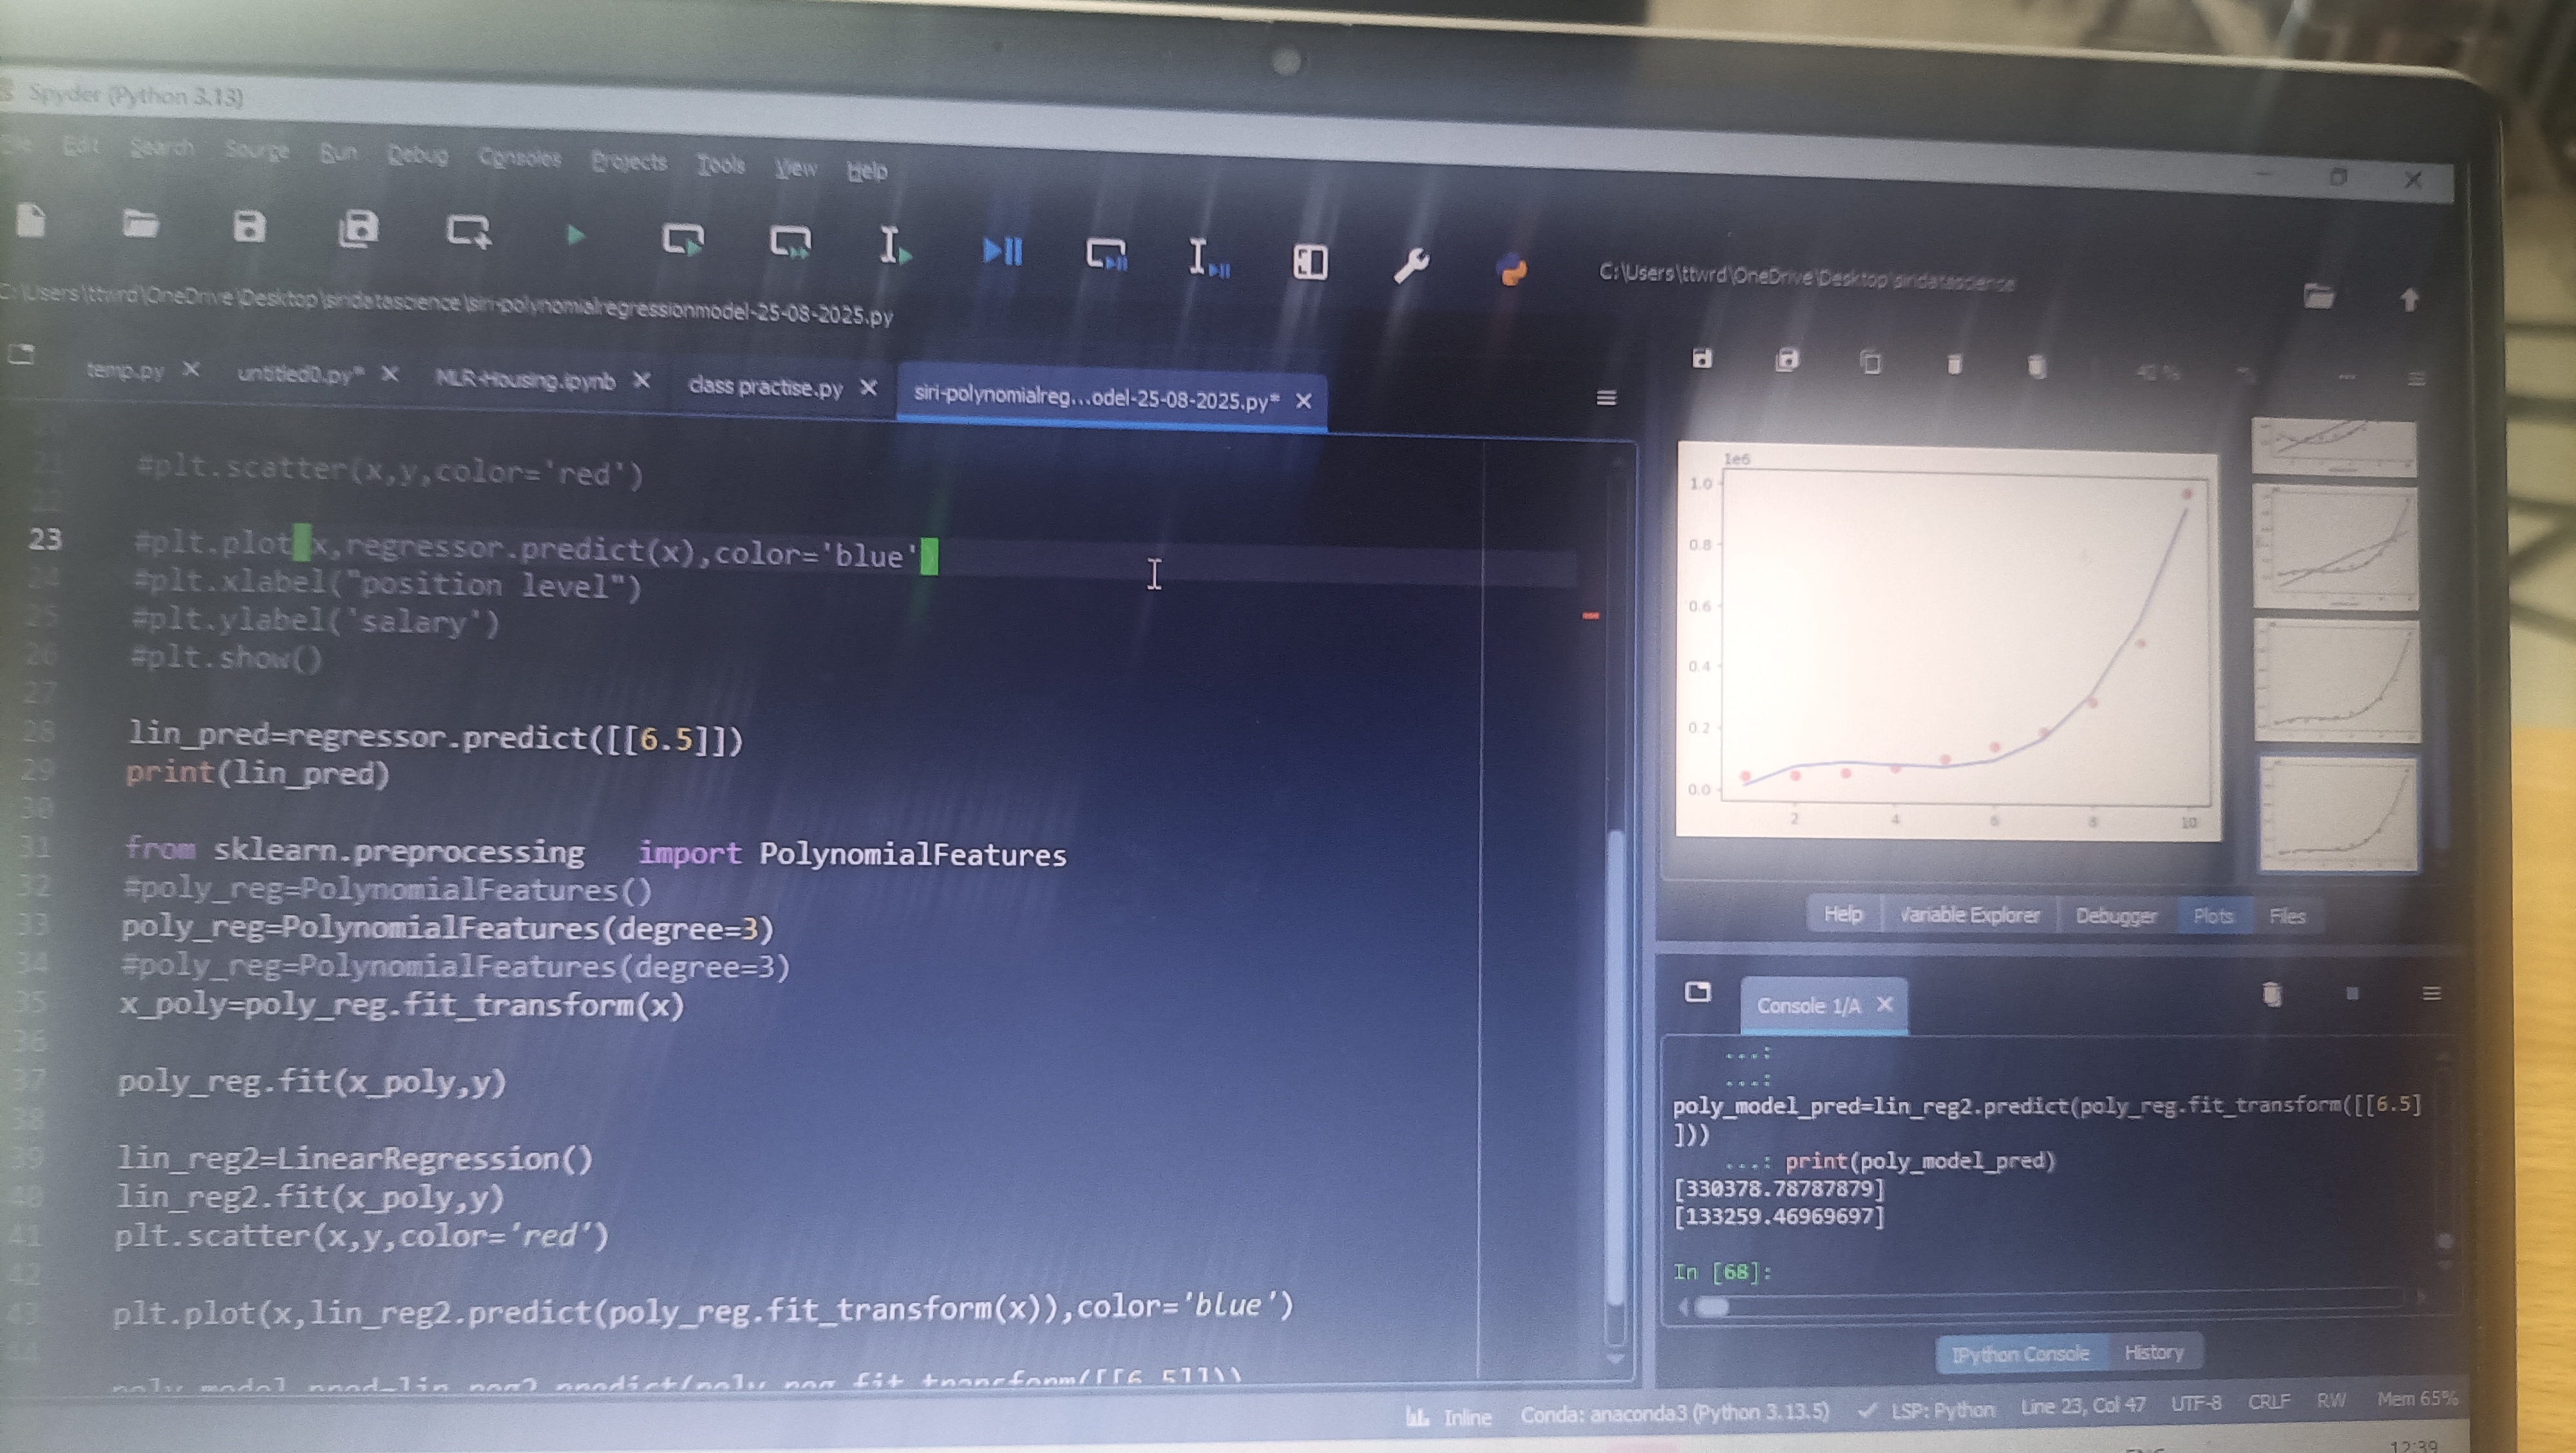 Spyder (Python 3.13)
File Edit Search Source Run Debug Consoles Projects Tools View Help
C:\Users\ttwrd\OneDrive\Desktop\siridatascience
C:\Users\ttwrd\OneDrive\Desktop\siridatascience\siri-polynomialregressionmodel-25-08-2025.py
temp.py untitled0.py* MLR-Housing.ipynb class practise.py siri-polynomialreg...odel-25-08-2025.py*
20
21 #plt.scatter(x,y,color='red')
22
23 #plt.plot(x,regressor.predict(x),color='blue')
24 #plt.xlabel("position level")
25 #plt.ylabel('salary')
26 #plt.show()
27
28 lin_pred=regressor.predict([[6.5]])
29 print(lin_pred)
30
31 from sklearn.preprocessing   import PolynomialFeatures
32 #poly_reg=PolynomialFeatures()
33 poly_reg=PolynomialFeatures(degree=3)
34 #poly_reg=PolynomialFeatures(degree=3)
35 x_poly=poly_reg.fit_transform(x)
36
37 poly_reg.fit(x_poly,y)
38
39 lin_reg2=LinearRegression()
40 lin_reg2.fit(x_poly,y)
41 plt.scatter(x,y,color='red')
42
43 plt.plot(x,lin_reg2.predict(poly_reg.fit_transform(x)),color='blue')
44
poly_model_pred=lin_reg2.predict(poly_reg.fit_transform([[6.5]]))
1e6
1.0
0.8
0.6
0.4
0.2
0.0
2 4 6 8 10
Help Variable Explorer Debugger Plots Files
Console 1/A
...:
...:
poly_model_pred=lin_reg2.predict(poly_reg.fit_transform([[6.5]
]))
...: print(poly_model_pred)
[330378.78787879]
[133259.46969697]
In [68]:
IPython Console History
Inline Conda: anaconda3 (Python 3.13.5) LSP: Python Line 23, Col 47 UTF-8 CRLF RW Mem 65%
12:39